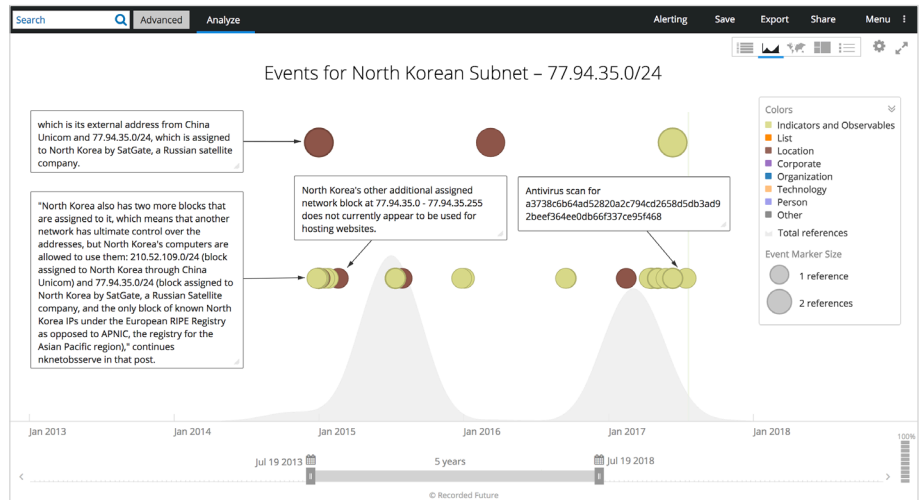 Search
Advanced
Analyze
Alerting
Save
Export
Share
Menu
Events for North Korean Subnet – 77.94.35.0/24
which is its external address from China
Unicom and 77.94.35.0/24, which is assigned
to North Korea by SatGate, a Russian satellite
company.
"North Korea also has two more blocks that
are assigned to it, which means that another
network has ultimate control over the
addresses, but North Korea's computers are
allowed to use them: 210.52.109.0/24 (block
assigned to North Korea through China
Unicom) and 77.94.35.0/24 (block assigned to
North Korea by SatGate, a Russian Satellite
company, and the only block of known North
Korea IPs under the European RIPE Registry
as opposed to APNIC, the registry for the
Asian Pacific region)," continues
nknetobsserve in that post.
North Korea's other additional assigned
network block at 77.94.35.0 - 77.94.35.255
does not currently appear to be used for
hosting websites.
Antivirus scan for
a3738c6b64ad52820a2c794cd2658d5db3ad9
2beef364ee0db66f337ce95f468
Colors
Indicators and Observables
List
Location
Corporate
Organization
Technology
Person
Other
Total references
Event Marker Size
1 reference
2 references
Jan 2013
Jan 2014
Jan 2015
Jan 2016
Jan 2017
Jan 2018
100%
Jul 19 2013
5 years
Jul 19 2018
© Recorded Future